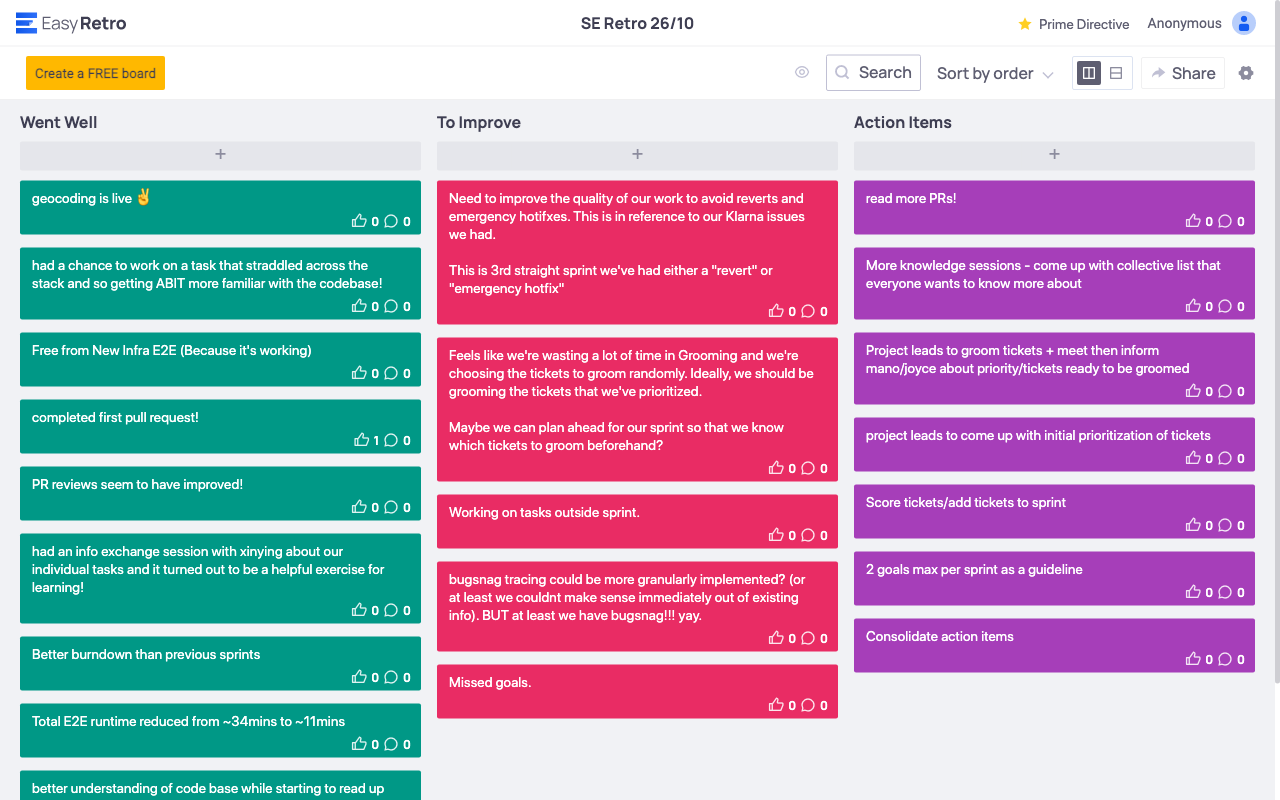 EasyRetro
SE Retro 26/10
Prime Directive
Anonymous
Create a FREE board
Search
Sort by order
Share
Went Well
+
geocoding is live ✌
0 0
had a chance to work on a task that straddled across the
stack and so getting ABIT more familiar with the codebase!
0 0
Free from New Infra E2E (Because it's working)
0 0
completed first pull request!
1 0
PR reviews seem to have improved!
0 0
had an info exchange session with xinying about our
individual tasks and it turned out to be a helpful exercise for
learning!
0 0
Better burndown than previous sprints
0 0
Total E2E runtime reduced from ~34mins to ~11mins
0 0
better understanding of code base while starting to read up
To Improve
+
Need to improve the quality of our work to avoid reverts and
emergency hotifxes. This is in reference to our Klarna issues
we had.
This is 3rd straight sprint we've had either a "revert" or
"emergency hotfix"
0 0
Feels like we're wasting a lot of time in Grooming and we're
choosing the tickets to groom randomly. Ideally, we should be
grooming the tickets that we've prioritized.
Maybe we can plan ahead for our sprint so that we know
which tickets to groom beforehand?
0 0
Working on tasks outside sprint.
0 0
bugsnag tracing could be more granularly implemented? (or
at least we couldnt make sense immediately out of existing
info). BUT at least we have bugsnag!!! yay.
0 0
Missed goals.
0 0
Action Items
+
read more PRs!
0 0
More knowledge sessions - come up with collective list that
everyone wants to know more about
0 0
Project leads to groom tickets + meet then inform
mano/joyce about priority/tickets ready to be groomed
0 0
project leads to come up with initial prioritization of tickets
0 0
Score tickets/add tickets to sprint
0 0
2 goals max per sprint as a guideline
0 0
Consolidate action items
0 0